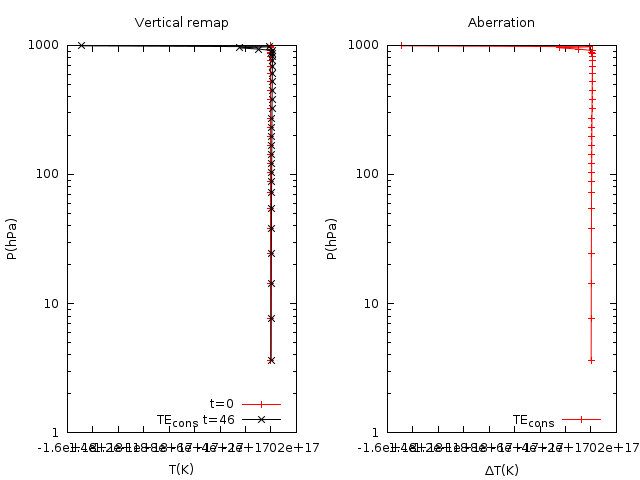 Vertical remap
1000
100
10
1
P(hPa)
t=0
TEcons t=46
T(K)
Aberration
1000
100
10
1
P(hPa)
TEcons
ΔT(K)